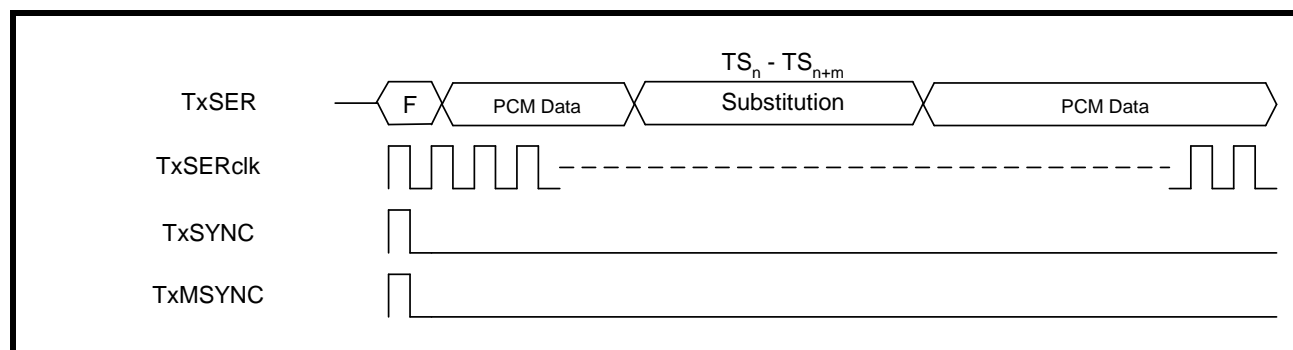 TSn - TSn+m
TxSER F PCM Data Substitution PCM Data
TxSERclk
TxSYNC
TxMSYNC